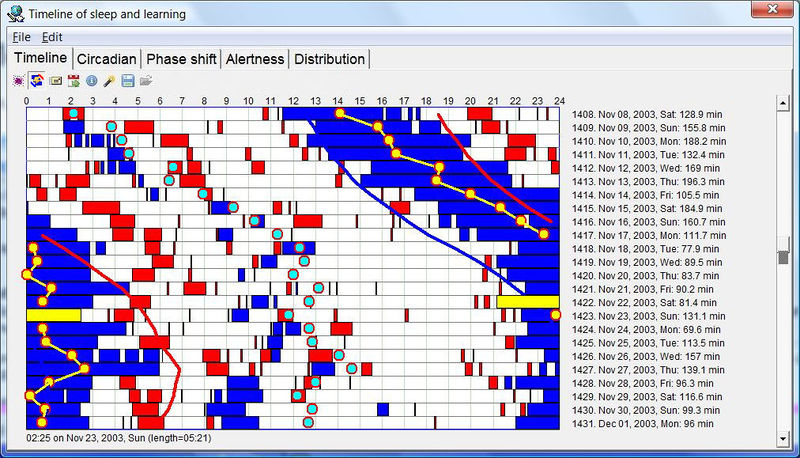 Timeline of sleep and learning
File Edit
Timeline Circadian Phase shift Alertness Distribution
0 1 2 3 4 5 6 7 8 9 10 11 12 13 14 15 16 17 18 19 20 21 22 23 24
1408. Nov 08, 2003, Sat: 128.9 min
1409. Nov 09, 2003, Sun: 155.8 min
1410. Nov 10, 2003, Mon: 188.2 min
1411. Nov 11, 2003, Tue: 132.4 min
1412. Nov 12, 2003, Wed: 169 min
1413. Nov 13, 2003, Thu: 196.3 min
1414. Nov 14, 2003, Fri: 105.5 min
1415. Nov 15, 2003, Sat: 184.9 min
1416. Nov 16, 2003, Sun: 160.7 min
1417. Nov 17, 2003, Mon: 111.7 min
1418. Nov 18, 2003, Tue: 77.9 min
1419. Nov 19, 2003, Wed: 89.5 min
1420. Nov 20, 2003, Thu: 83.7 min
1421. Nov 21, 2003, Fri: 90.2 min
1422. Nov 22, 2003, Sat: 81.4 min
1423. Nov 23, 2003, Sun: 131.1 min
1424. Nov 24, 2003, Mon: 69.6 min
1425. Nov 25, 2003, Tue: 113.5 min
1426. Nov 26, 2003, Wed: 157 min
1427. Nov 27, 2003, Thu: 139.1 min
1428. Nov 28, 2003, Fri: 96.3 min
1429. Nov 29, 2003, Sat: 116.6 min
1430. Nov 30, 2003, Sun: 99.3 min
1431. Dec 01, 2003, Mon: 96 min
02:25 on Nov 23, 2003, Sun (length=05:21)